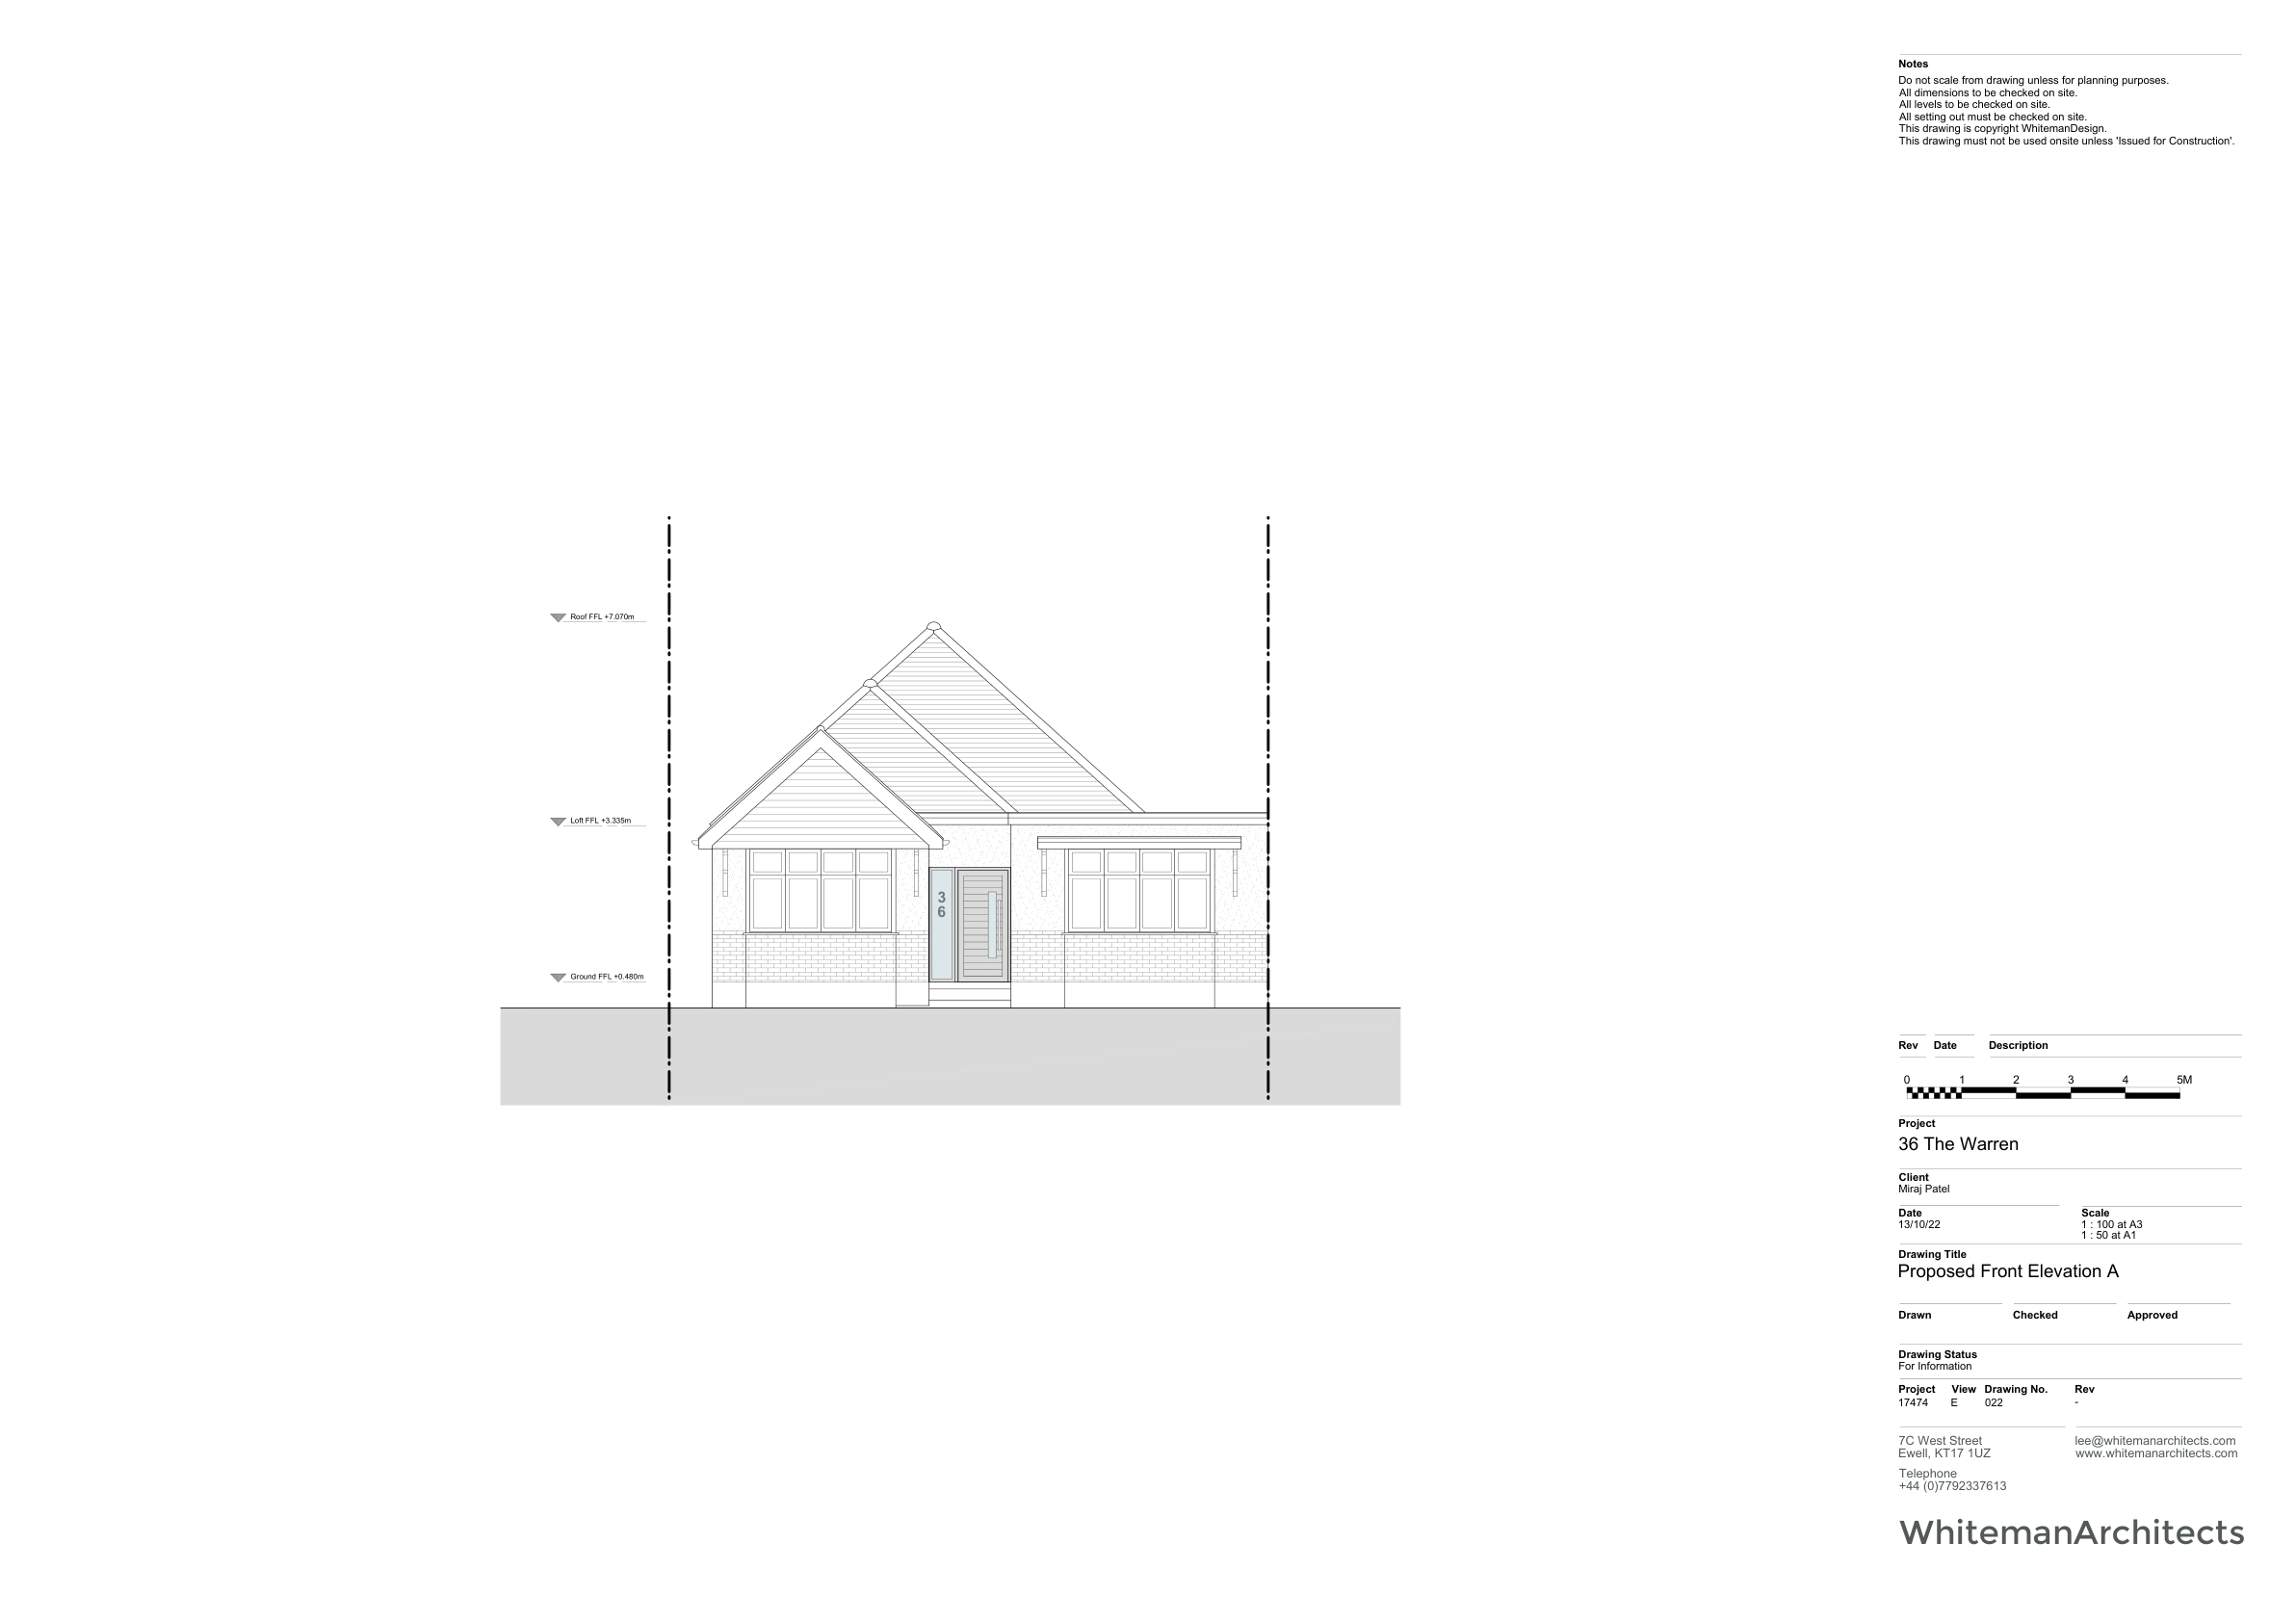 Notes
Do not scale from drawing unless for planning purposes.
All dimensions to be checked on site.
All levels to be checked on site.
All setting out must be checked on site.
This drawing is copyright WhitemanDesign.
This drawing must not be used onsite unless 'Issued for Construction'.
Roof FFL +7.070m
Loft FFL +3.335m
3
6
Ground FFL +0.480m
Rev Date Description
0 1 2 3 4 5M
Project
36 The Warren
Client
Miraj Patel
Date Scale
13/10/22 1 : 100 at A3
1 : 50 at A1
Drawing Title
Proposed Front Elevation A
Drawn Checked Approved
Drawing Status
For Information
Project View Drawing No. Rev
17474 E 022 -
7C West Street lee@whitemanarchitects.com
Ewell, KT17 1UZ www.whitemanarchitects.com
Telephone
+44 (0)7792337613
WhitemanArchitects